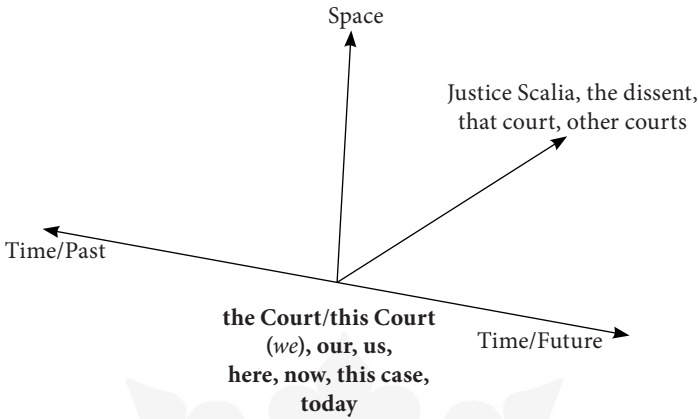 Space
Justice Scalia, the dissent,
that court, other courts
Time/Past
the Court/this Court
(we), our, us,
here, now, this case,
today
Time/Future